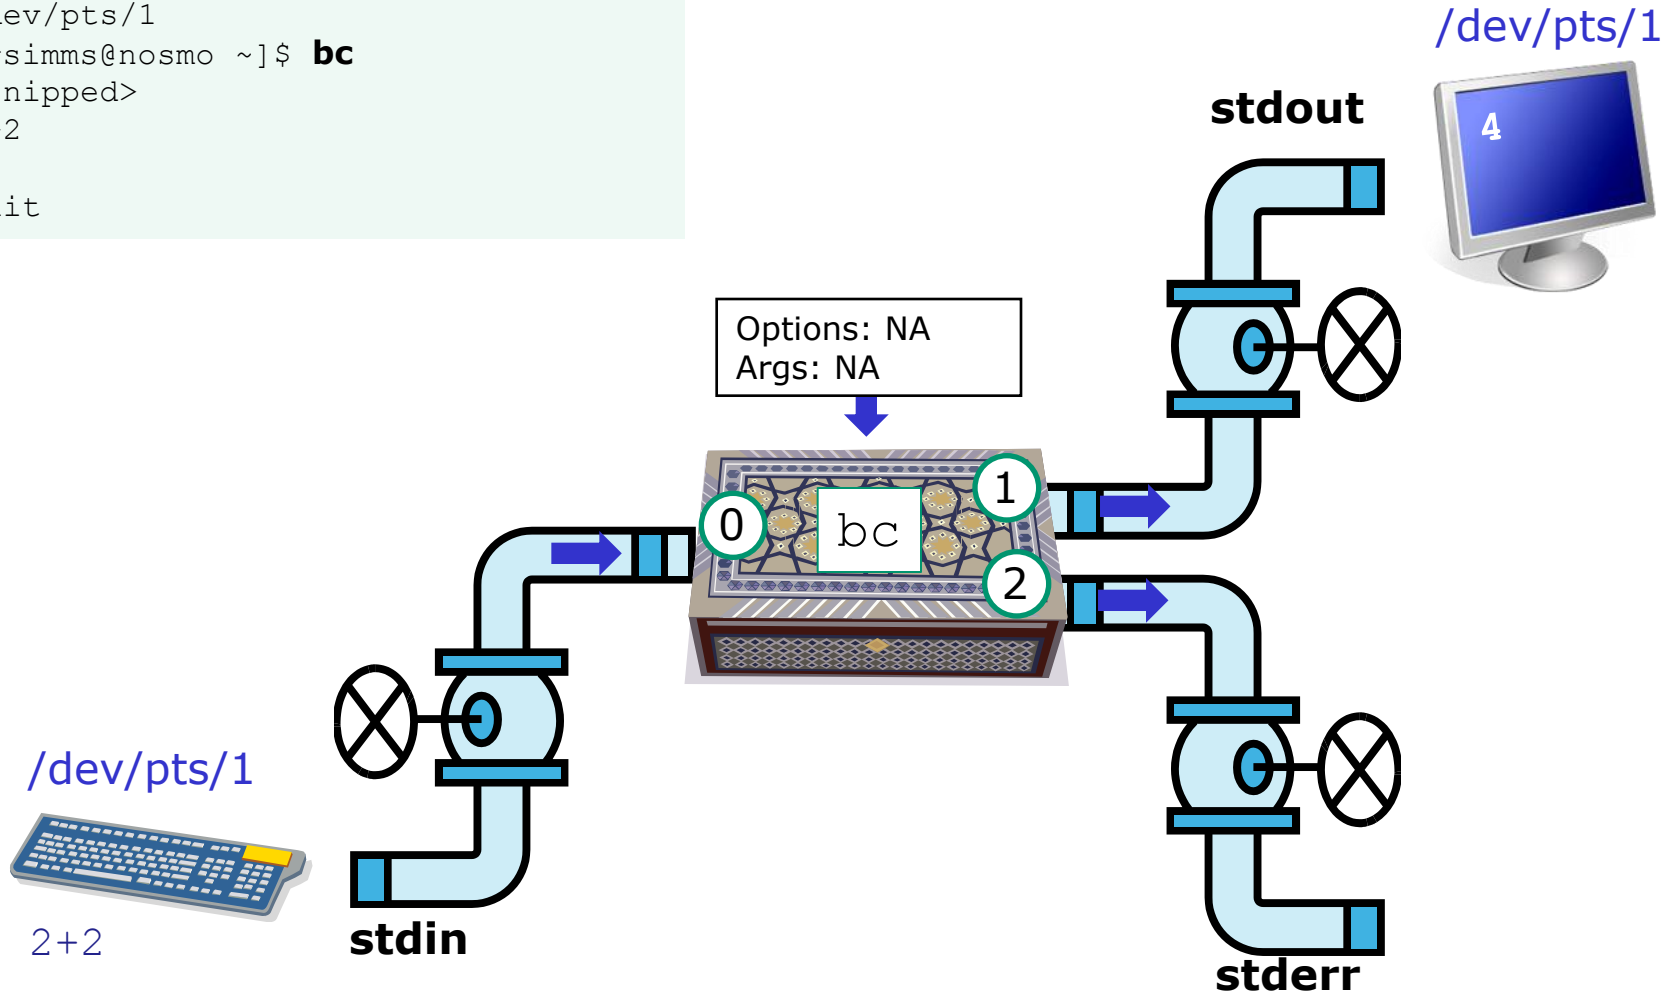 dev/pts/1
simms@nosmo ~]$ bc
nipped>
2
it
/dev/pts/1
stdout
4
Options: NA
Args: NA
0
1
bc
2
/dev/pts/1
2+2
stdin
stderr